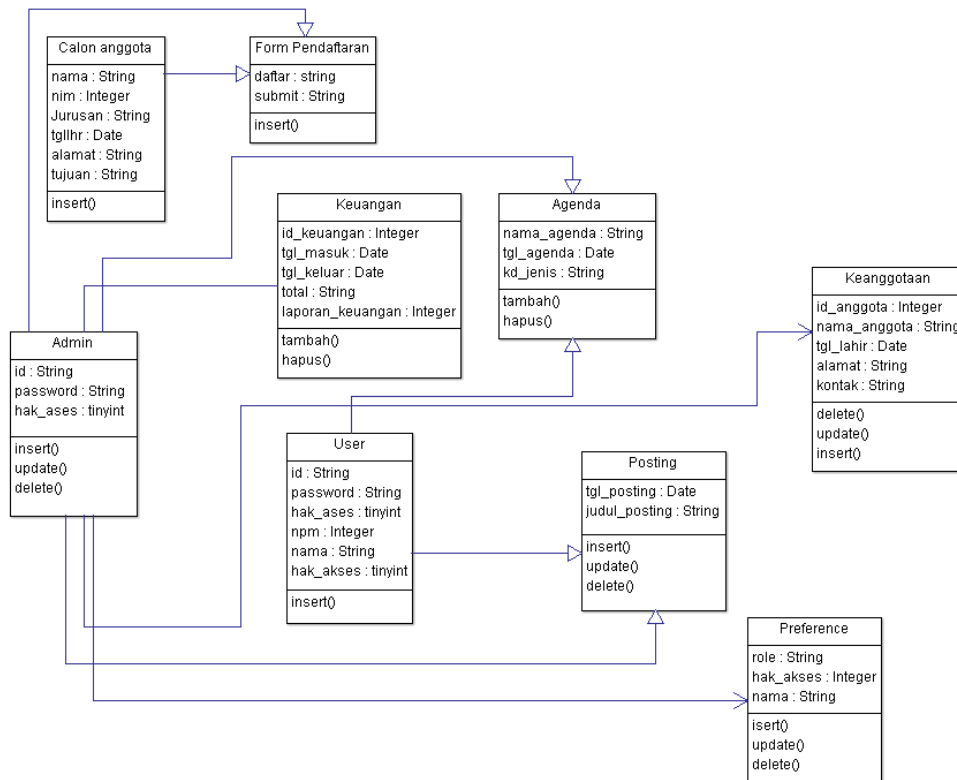 Calon anggota
nama : String
nim : Integer
Jurusan : String
tgllhr : Date
alamat : String
tujuan : String
insert()
Form Pendaftaran
daftar : string
submit : String
insert()
Keuangan
id_keuangan : Integer
tgl_masuk : Date
tgl_keluar : Date
total : String
laporan_keuangan : Integer
tambah()
hapus()
Agenda
nama_agenda : String
tgl_agenda : Date
kd_jenis : String
tambah()
hapus()
Keanggotaan
id_anggota : Integer
nama_anggota : String
tgl_lahir : Date
alamat : String
kontak : String
delete()
update()
insert()
Admin
id : String
password : String
hak_ases : tinyint
insert()
update()
delete()
User
id : String
password : String
hak_ases : tinyint
npm : Integer
nama : String
hak_akses : tinyint
insert()
Posting
tgl_posting : Date
judul_posting : String
insert()
update()
delete()
Preference
role : String
hak_akses : Integer
nama : String
isert()
update()
delete()